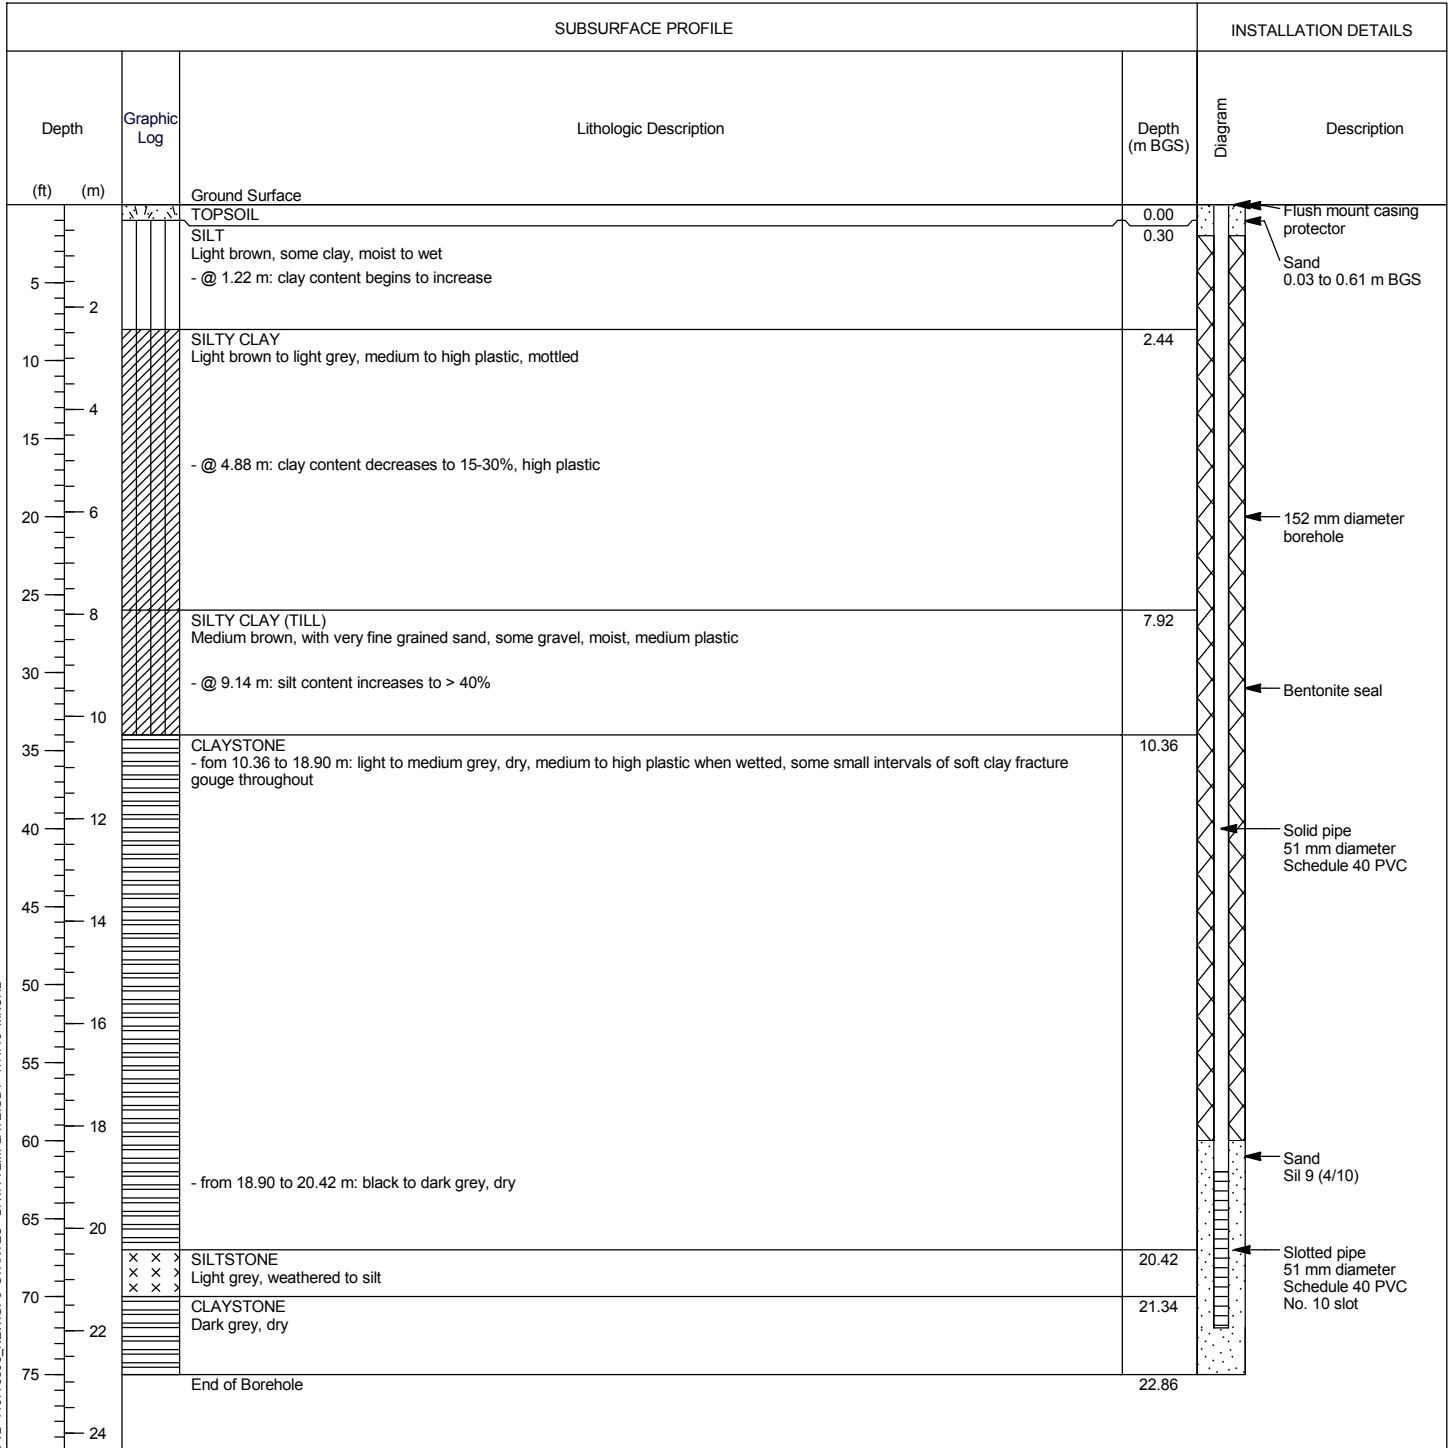 SUBSURFACE PROFILE
INSTALLATION DETAILS
Depth
Graphic
Log
Lithologic Description
Depth
(m BGS)
Diagram
Description
(ft)
(m)
Ground Surface
TOPSOIL
0.00
SILT
0.30
Light brown, some clay, moist to wet
- @ 1.22 m: clay content begins to increase
SILTY CLAY
2.44
Light brown to light grey, medium to high plastic, mottled
- @ 4.88 m: clay content decreases to 15-30%, high plastic
SILTY CLAY (TILL)
7.92
Medium brown, with very fine grained sand, some gravel, moist, medium plastic
- @ 9.14 m: silt content increases to > 40%
CLAYSTONE
10.36
- fom 10.36 to 18.90 m: light to medium grey, dry, medium to high plastic when wetted, some small intervals of soft clay fracture
gouge throughout
- from 18.90 to 20.42 m: black to dark grey, dry
SILTSTONE
20.42
Light grey, weathered to silt
CLAYSTONE
21.34
Dark grey, dry
End of Borehole
22.86
5
10
15
20
25
30
35
40
45
50
55
60
65
70
75
2
4
6
8
10
12
14
16
18
20
22
24
Flush mount casing
protector
Sand
0.03 to 0.61 m BGS
152 mm diameter
borehole
Bentonite seal
Solid pipe
51 mm diameter
Schedule 40 PVC
Sand
Sil 9 (4/10)
Slotted pipe
51 mm diameter
Schedule 40 PVC
No. 10 slot